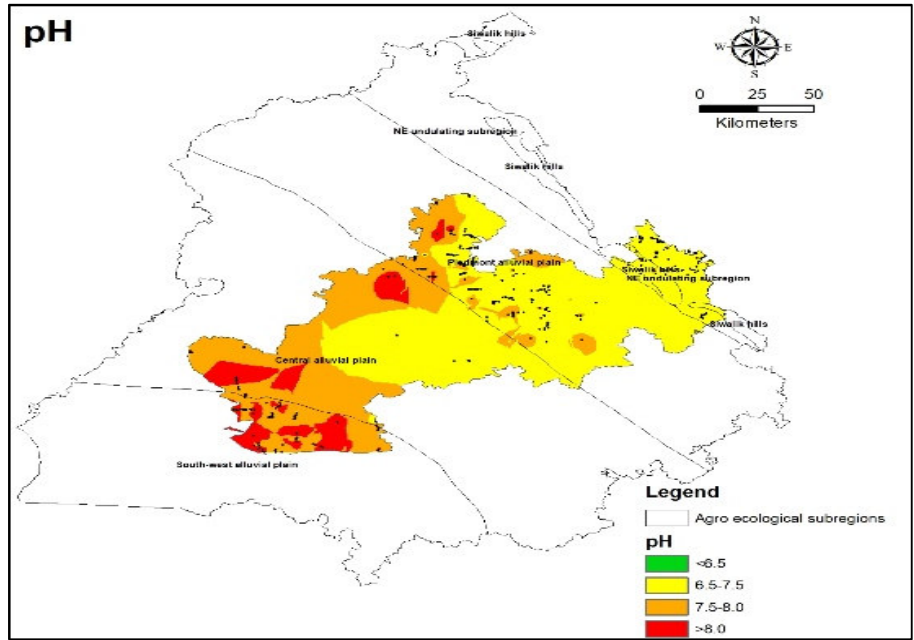 pH
Siwalik hills
N
W
E
S
0 25 50
Kilometers
NE undulating subregion
Siwalik hills
Piedmont alluvial plain
Siwalik hills
NE undulating subregion
Siwalik hills
Central alluvial plain
South-west alluvial plain
Legend
Agro ecological subregions
pH
<6.5
6.5-7.5
7.5-8.0
>8.0